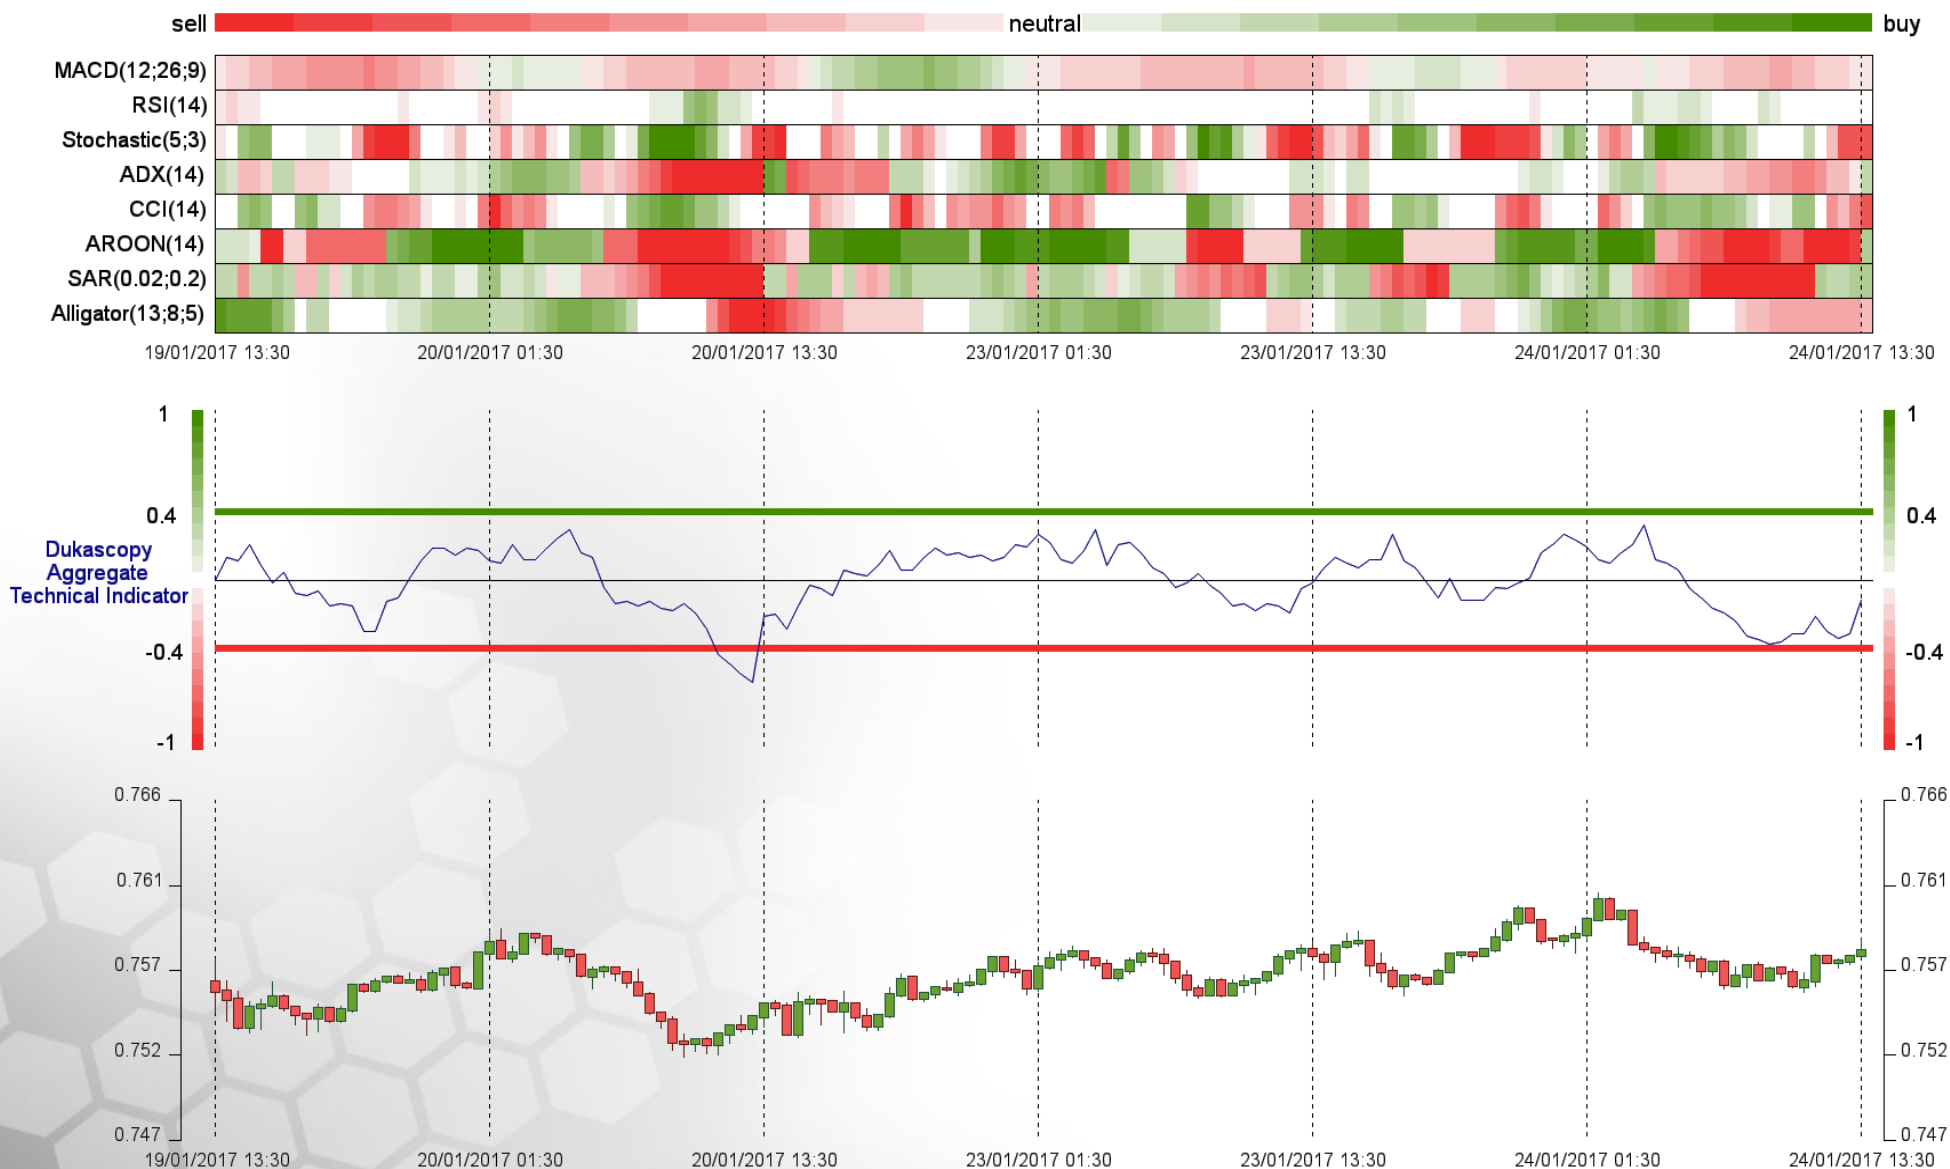 sell neutral buy
MACD(12;26;9)
RSI(14)
Stochastic(5;3)
ADX(14)
CCI(14)
AROON(14)
SAR(0.02;0.2)
Alligator(13;8;5)
19/01/2017 13:30 20/01/2017 01:30 20/01/2017 13:30 23/01/2017 01:30 23/01/2017 13:30 24/01/2017 01:30 24/01/2017 13:30
1 1
0.4 0.4
Dukascopy
Aggregate
Technical Indicator
-0.4 -0.4
-1 -1
0.766 0.766
0.761 0.761
0.757 0.757
0.752 0.752
0.747 0.747
19/01/2017 13:30 20/01/2017 01:30 20/01/2017 13:30 23/01/2017 01:30 23/01/2017 13:30 24/01/2017 01:30 24/01/2017 13:30